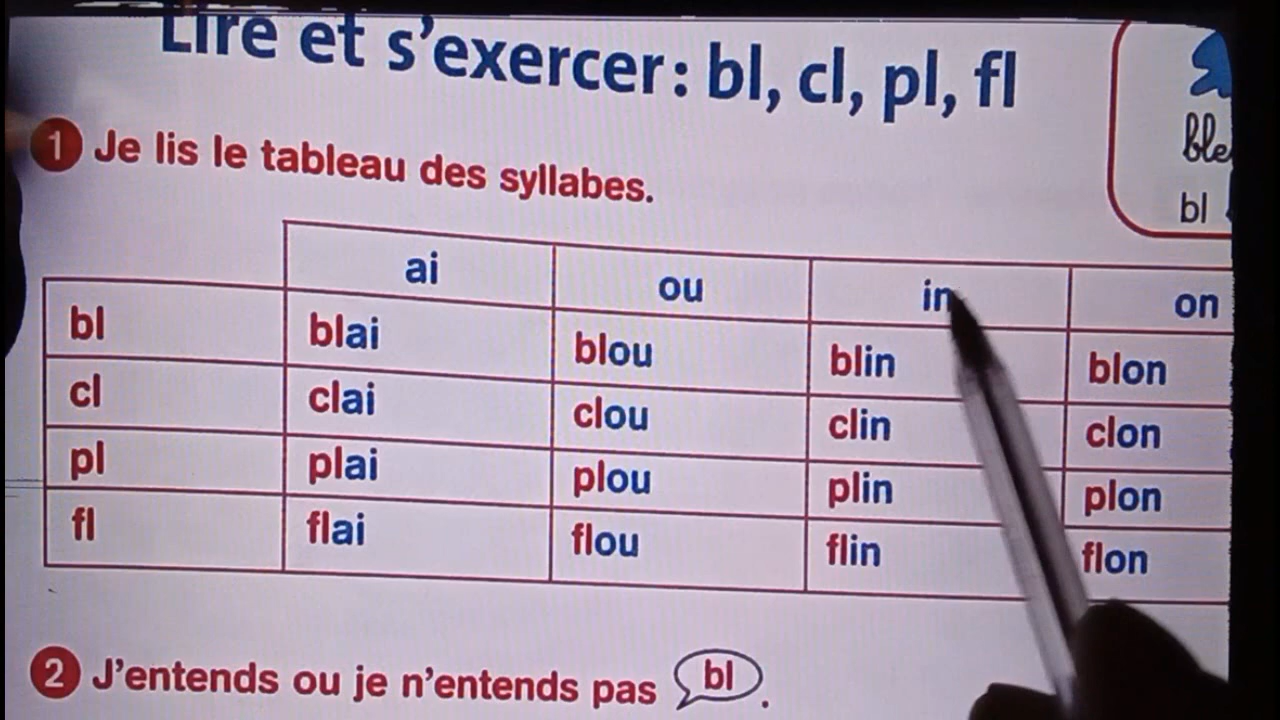 Lire et s'exercer: bl, cl, pl, fl
1 Je lis le tableau des syllabes.
ai ou in on
bl blai blou blin blon
cl clai clou clin clon
pl plai plou plin plon
fl flai flou flin flon
2 J'entends ou je n'entends pas bl.
bl